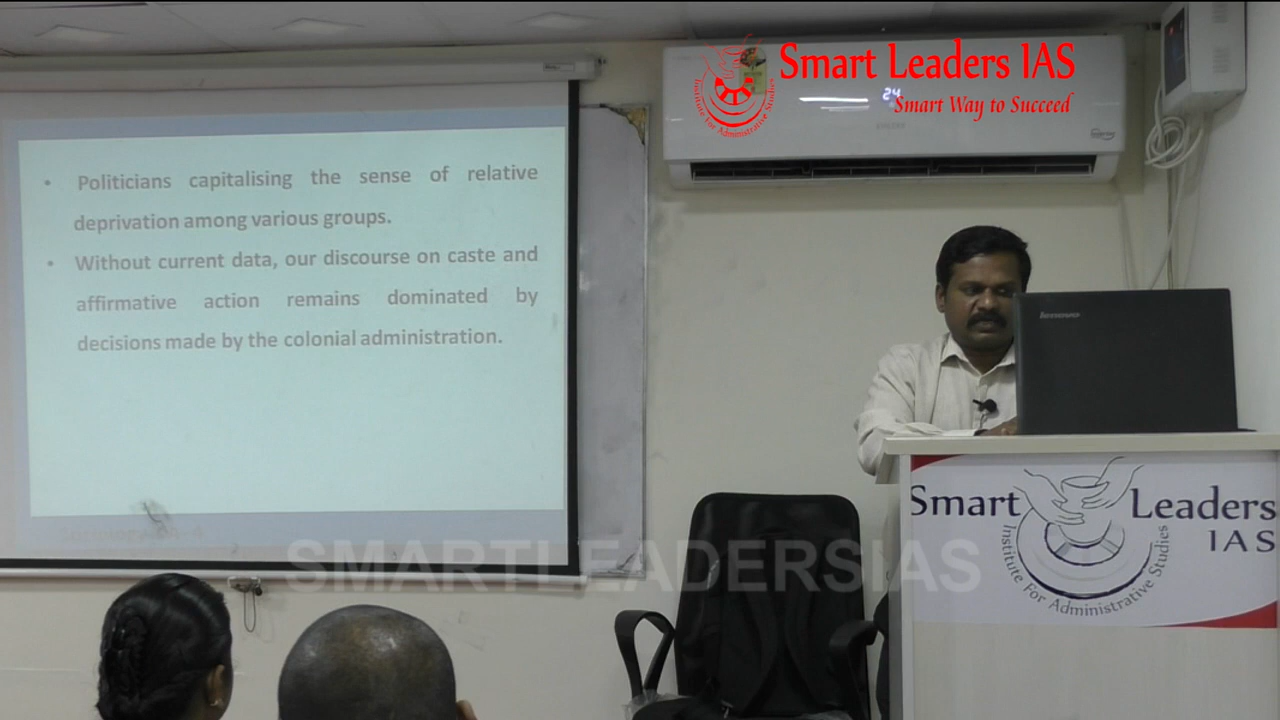 Smart Leaders IAS
Smart Way to Succeed
Institute For Administrative Studies
24
• Politicians capitalising the sense of relative
deprivation among various groups.
• Without current data, our discourse on caste and
affirmative action remains dominated by
decisions made by the colonial administration.
lenovo
Smart Leaders
IAS
Institute For Administrative Studies
SMARTLEADERSIAS